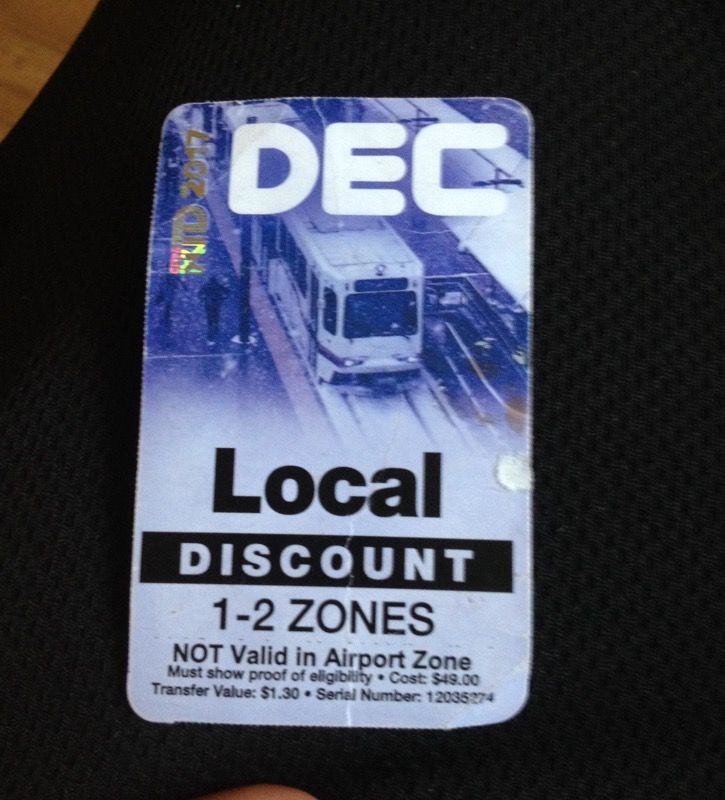 DEC
RTD 2017
Local
DISCOUNT
1-2 ZONES
NOT Valid in Airport Zone
Must show proof of eligibility • Cost: $49.00
Transfer Value: $1.30 • Serial Number: